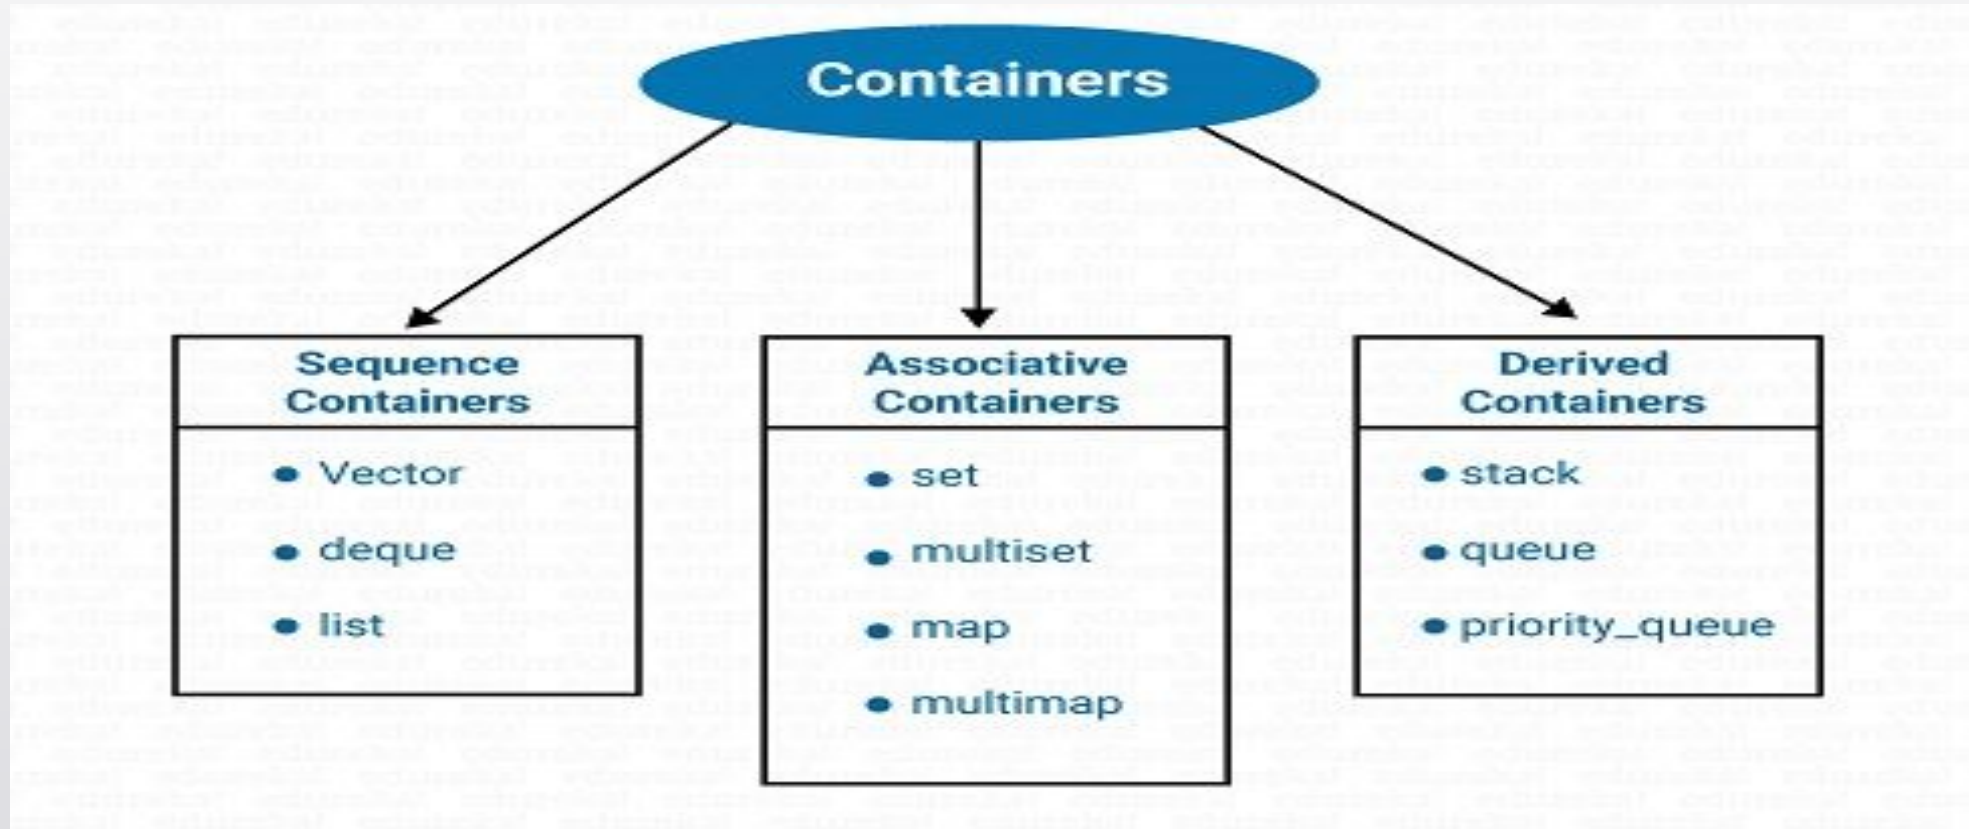 Containers
Sequence
Containers
• Vector
• deque
• list
Associative
Containers
• set
• multiset
• map
• multimap
Derived
Containers
• stack
• queue
• priority_queue